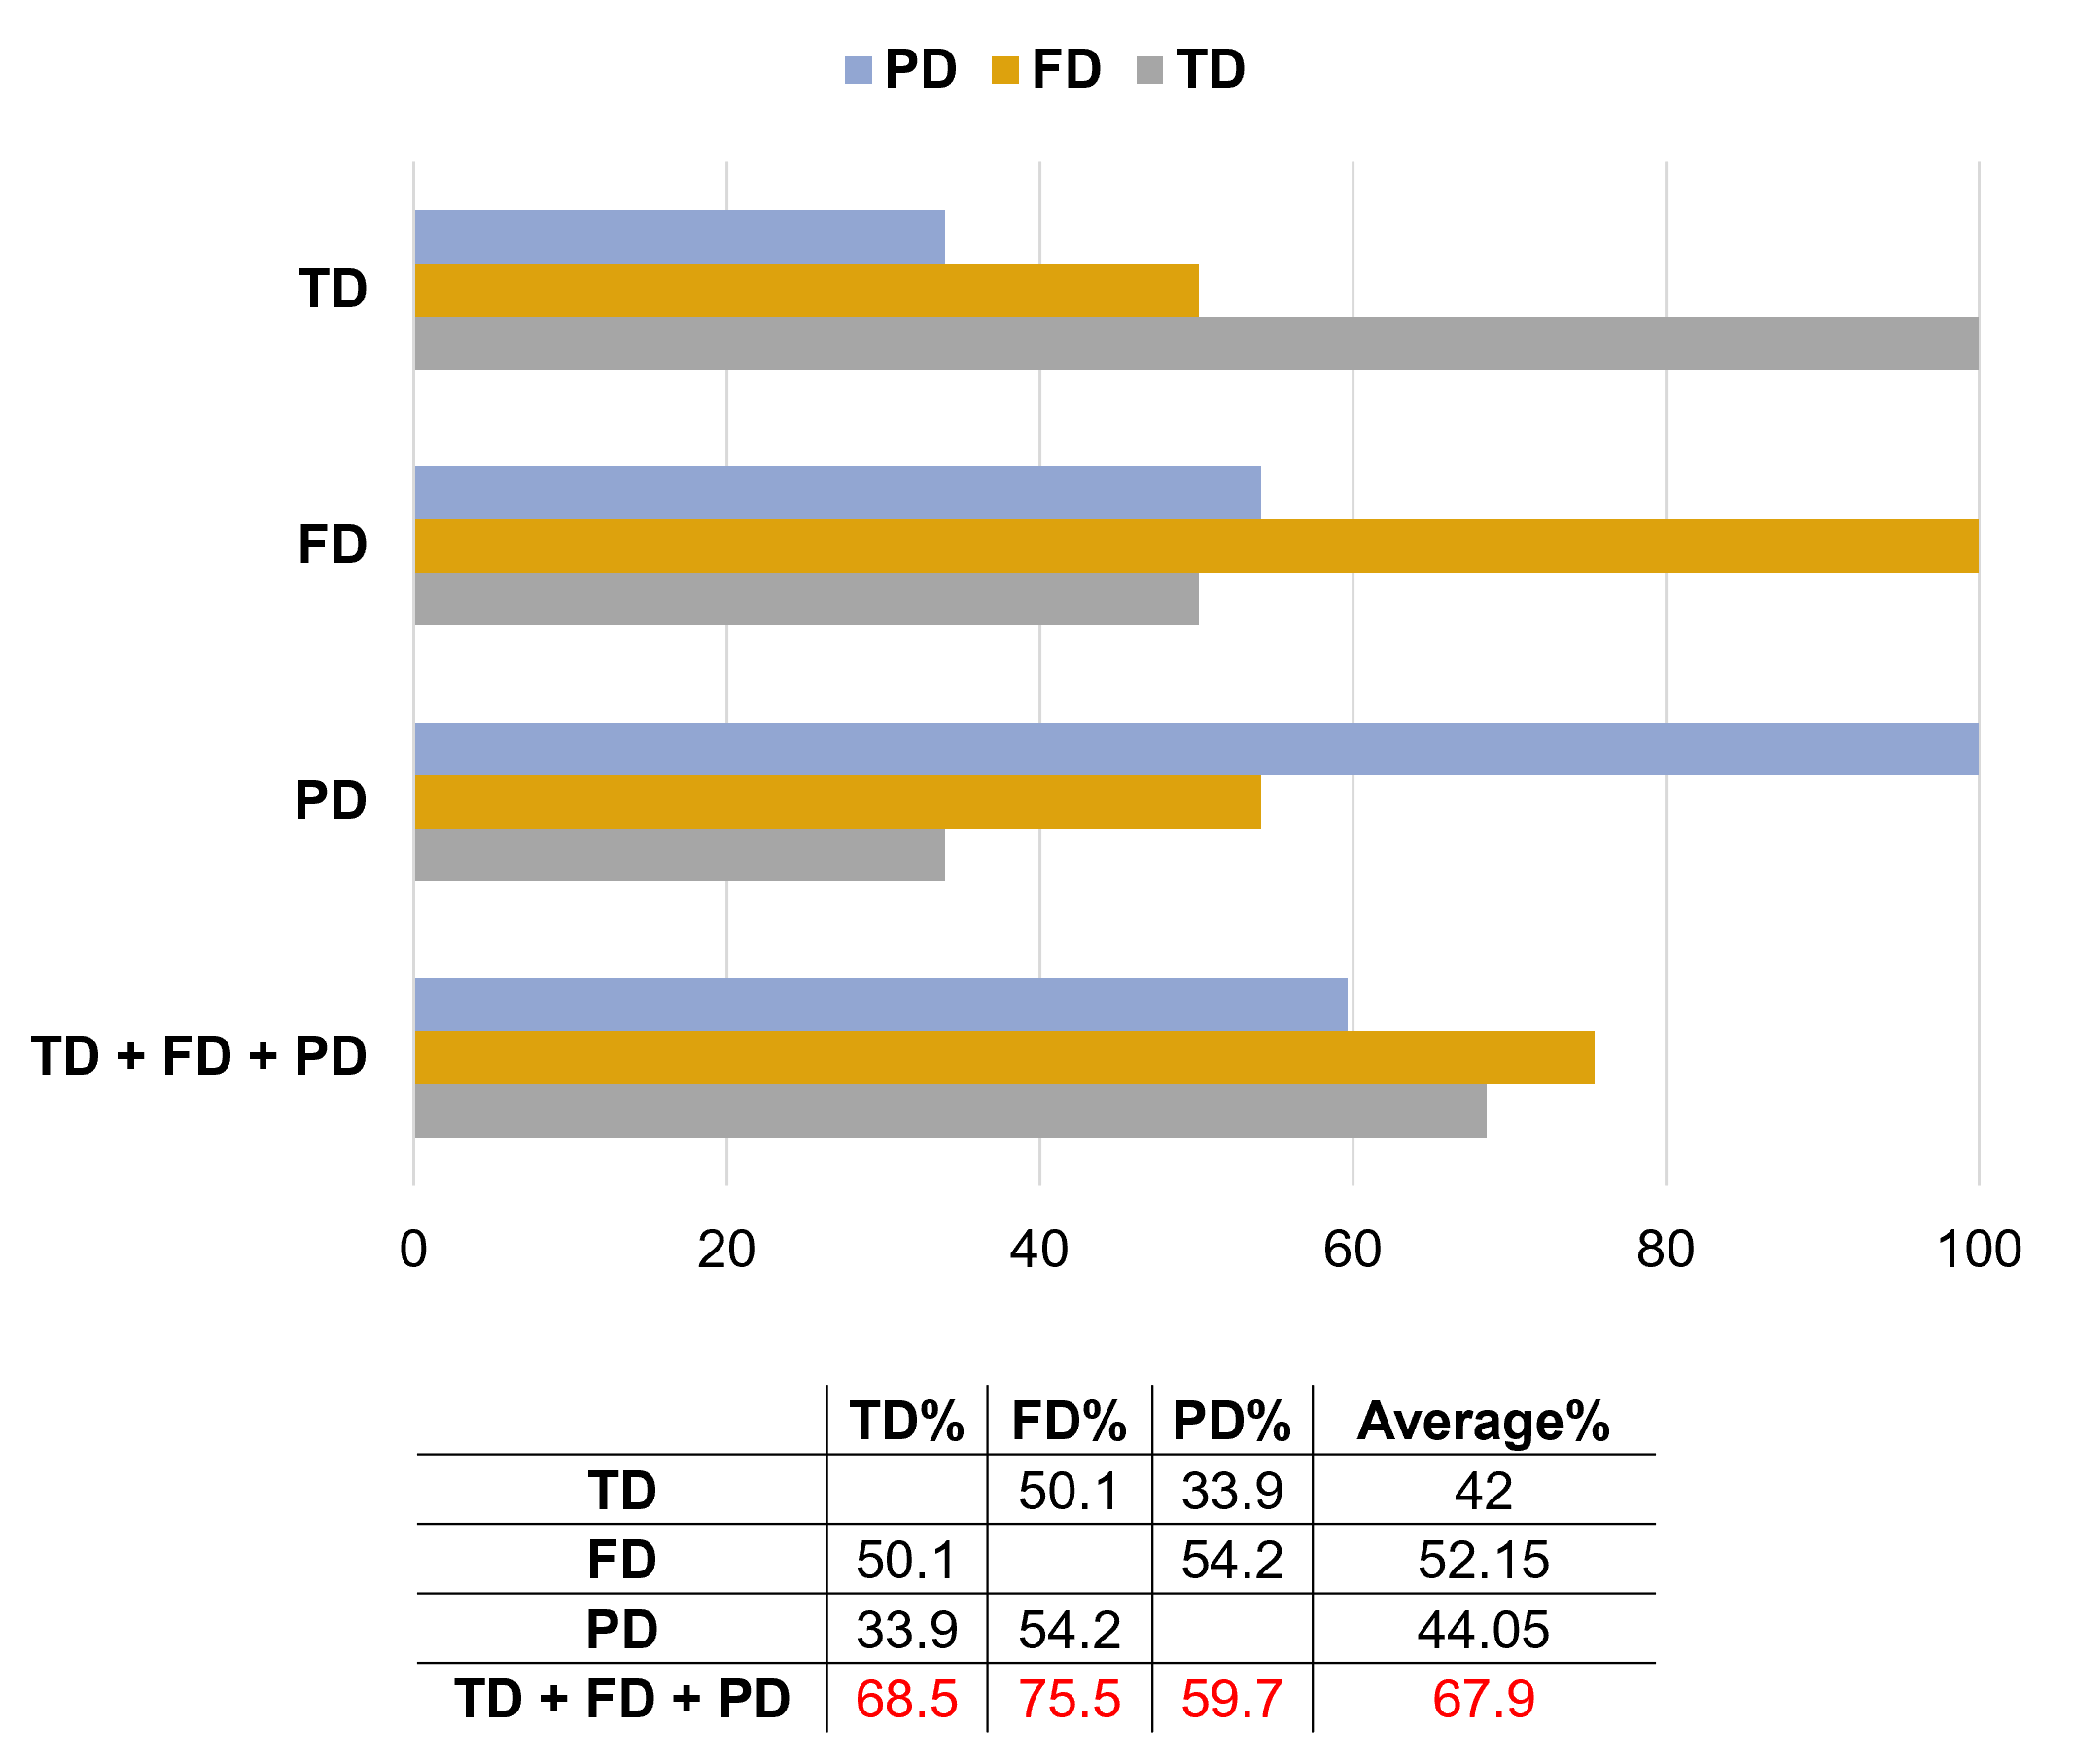 PD FD TD
TD
FD
PD
TD + FD + PD
0 20 40 60 80 100
TD% FD% PD% Average%
TD 50.1 33.9 42
FD 50.1 54.2 52.15
PD 33.9 54.2 44.05
TD + FD + PD 68.5 75.5 59.7 67.9